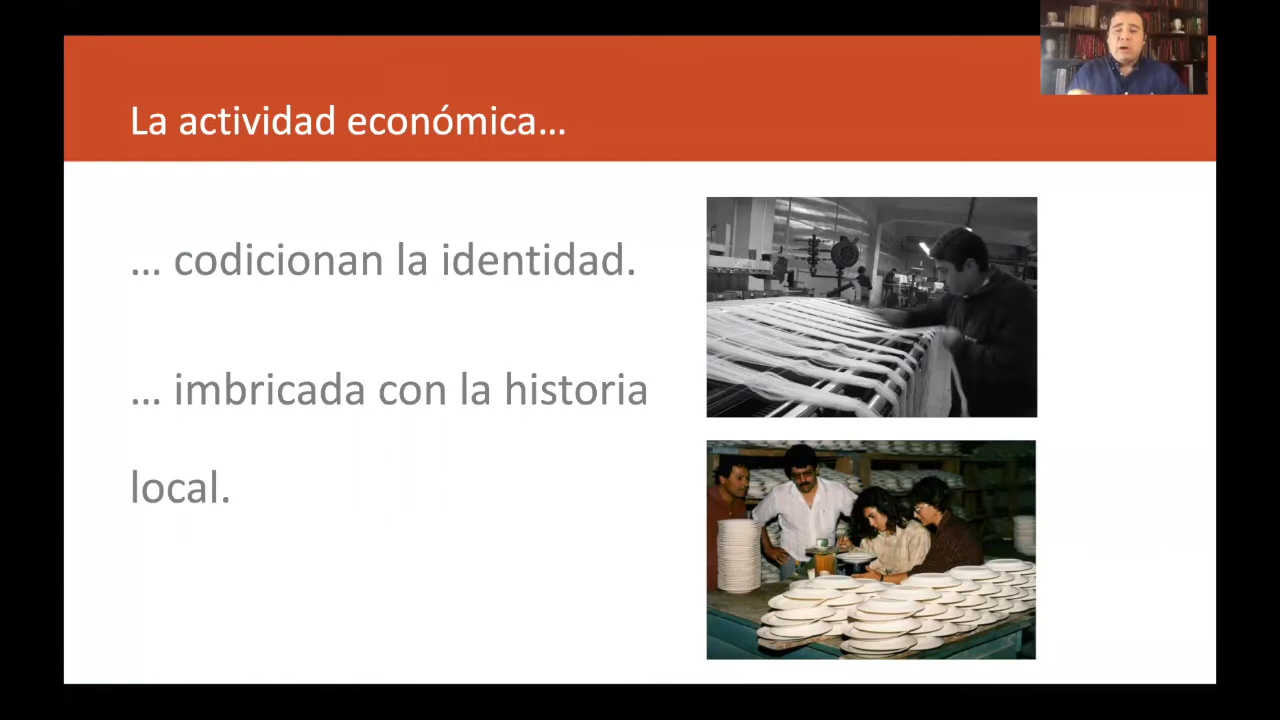 La actividad económica...
... codicionan la identidad.
... imbricada con la historia
local.